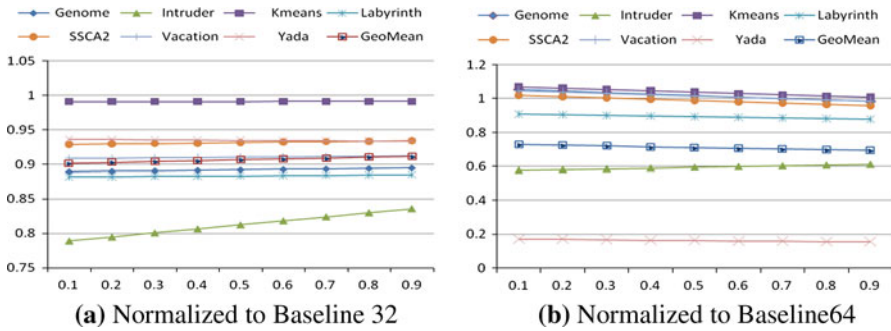 Genome Intruder Kmeans Labyrinth
SSCA2 Vacation Yada GeoMean
1.05
1
0.95
0.9
0.85
0.8
0.75
0.1 0.2 0.3 0.4 0.5 0.6 0.7 0.8 0.9
(a) Normalized to Baseline 32
Genome Intruder Kmeans Labyrinth
SSCA2 Vacation Yada GeoMean
1.2
1
0.8
0.6
0.4
0.2
0
0.1 0.2 0.3 0.4 0.5 0.6 0.7 0.8 0.9
(b) Normalized to Baseline64